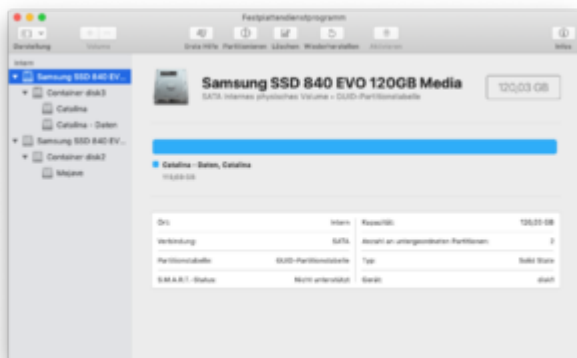 Festplattendienstprogramm
Darstellung Volume Erste Hilfe Partitionieren Löschen Wiederherstellen Aktivieren Infos
Intern
Samsung SSD 840 EV...
Container disk3
Catalina
Catalina - Daten
Samsung SSD 840 EV...
Container disk2
Mojave
Samsung SSD 840 EVO 120GB Media
SATA Internes physisches Volume • GUID-Partitionstabelle
120,03 GB
Catalina - Daten, Catalina
Ort: Intern
Kapazität: 120,03 GB
Verbindung: SATA
Anzahl an untergeordneten Partitionen: 2
Partitionstabelle: GUID-Partitionstabelle
Typ: Solid State
S.M.A.R.T.-Status: Nicht unterstützt
Gerät: